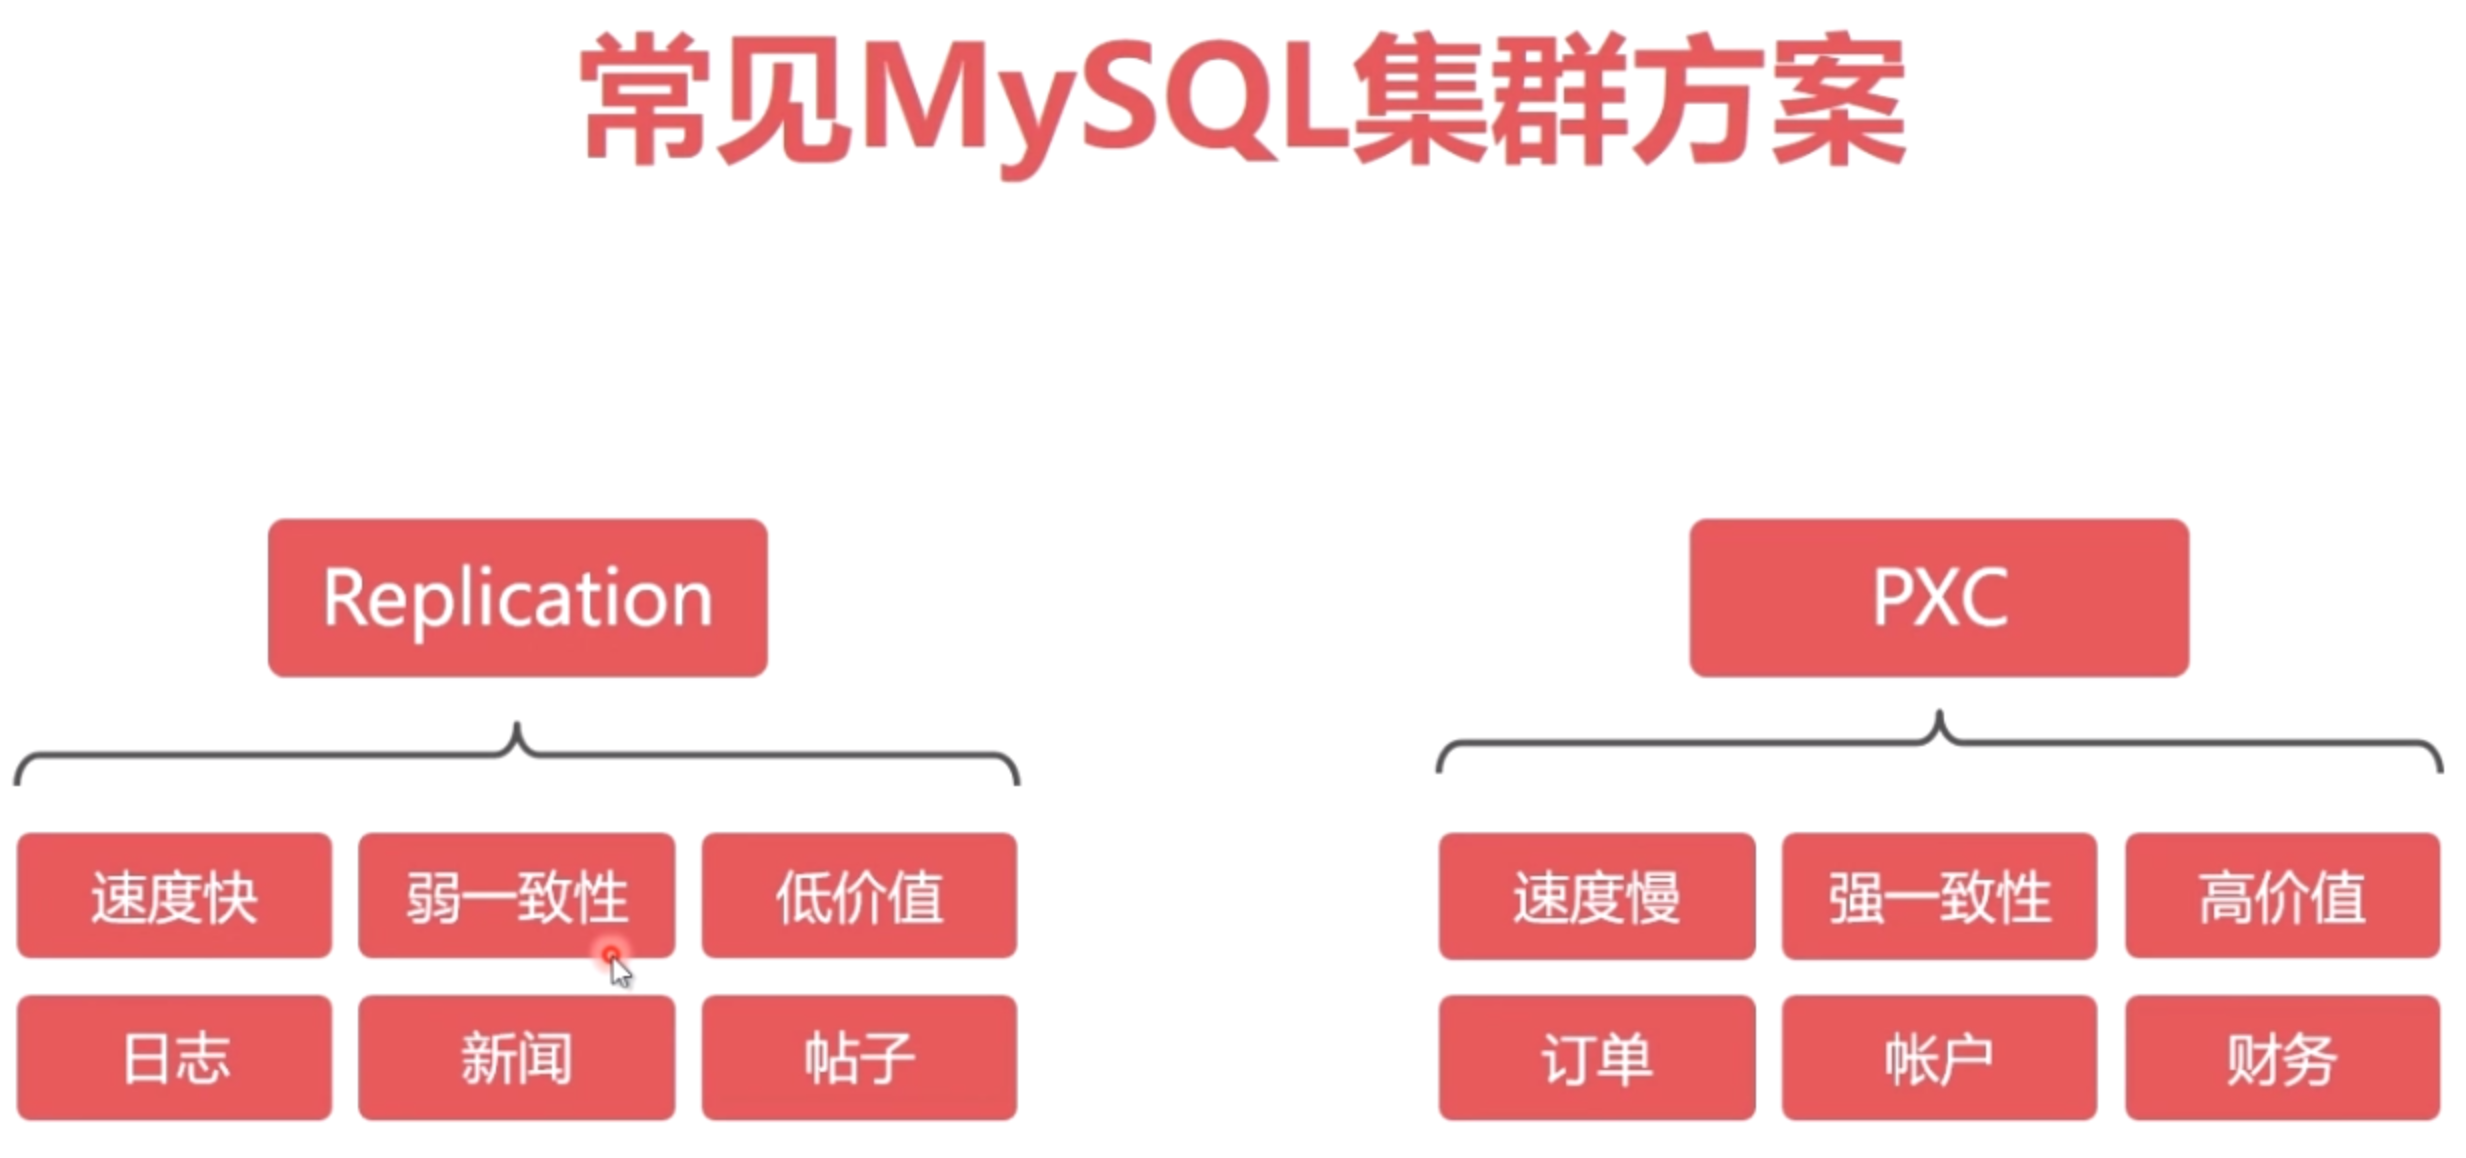 常见MySQL集群方案
Replication
速度快
弱一致性
低价值
日志
新闻
帖子
PXC
速度慢
强一致性
高价值
订单
帐户
财务